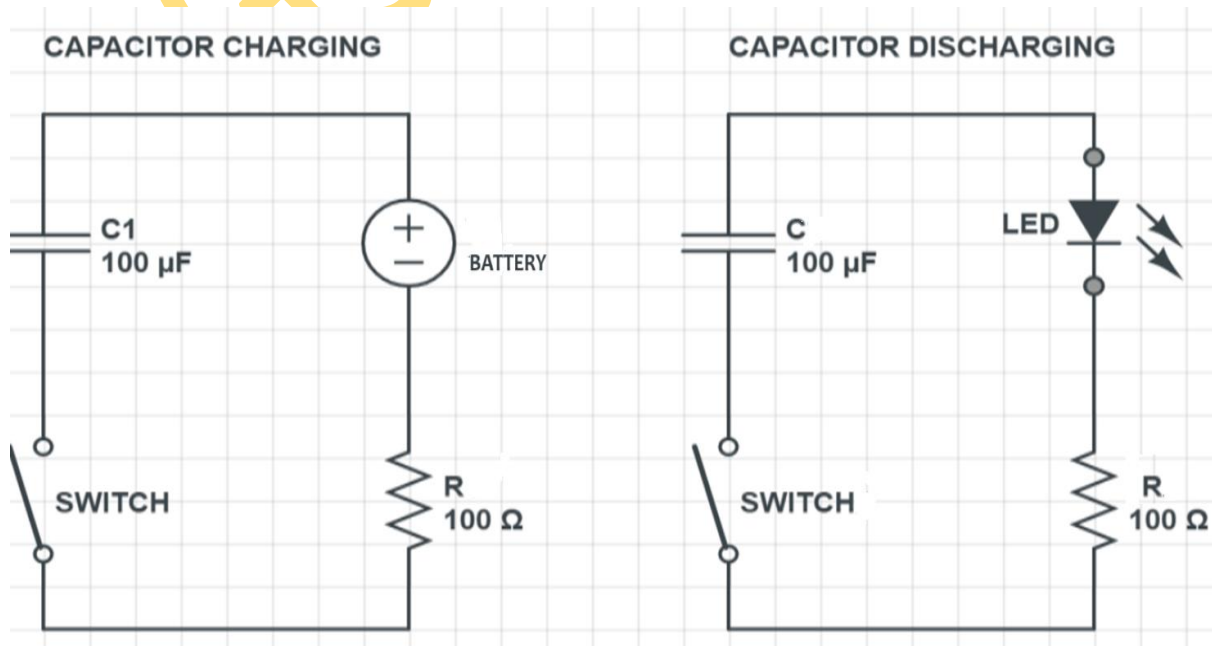 CAPACITOR CHARGING
C1
100 µF
+
−
BATTERY
SWITCH
R
100 Ω
CAPACITOR DISCHARGING
C
100 µF
LED
SWITCH
R
100 Ω